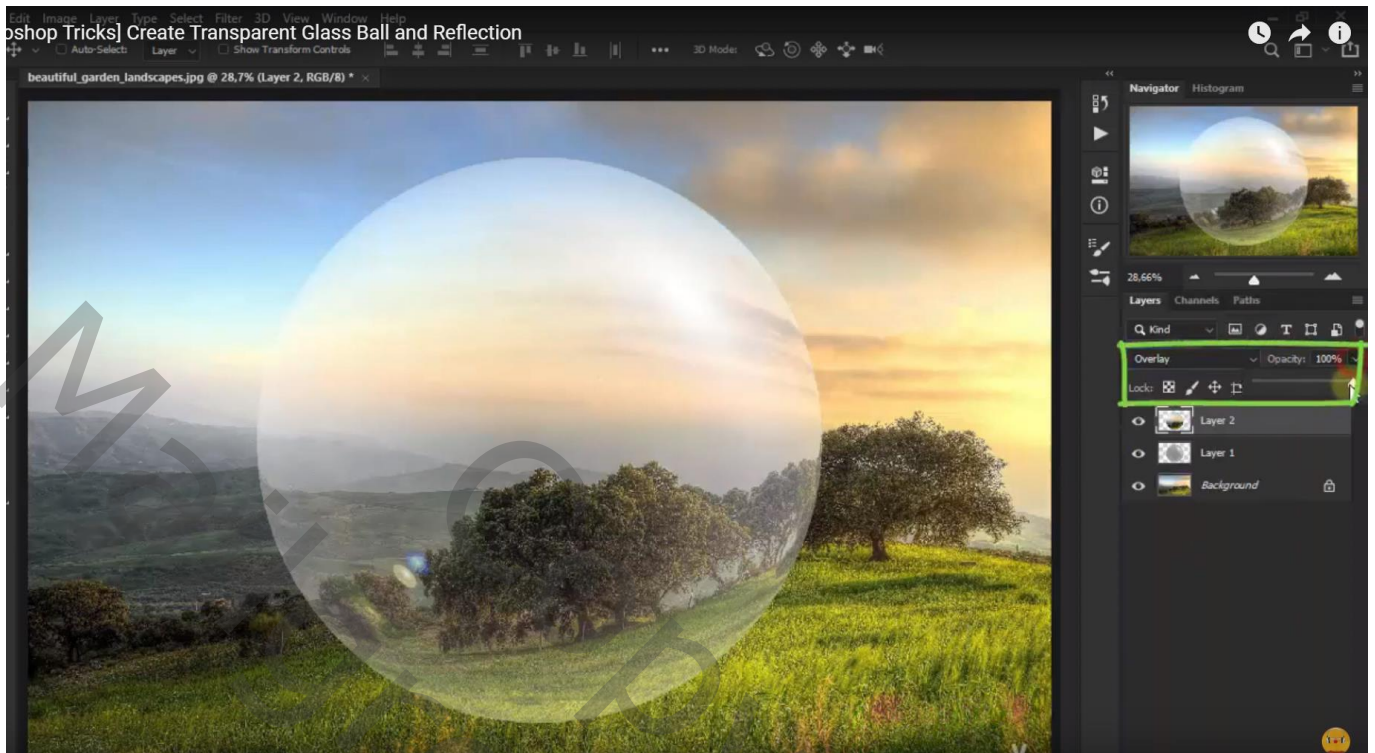 Edit Image Layer Type Select Filter 3D View Window Help
oshop Tricks] Create Transparent Glass Ball and Reflection
Auto-Select: Layer Show Transform Controls 3D Mode:
beautiful_garden_landscapes.jpg @ 28,7% (Layer 2, RGB/8) * ×
Navigator Histogram
28,66%
Layers Channels Paths
Kind
Overlay Opacity: 100%
Lock:
Layer 2
Layer 1
Background